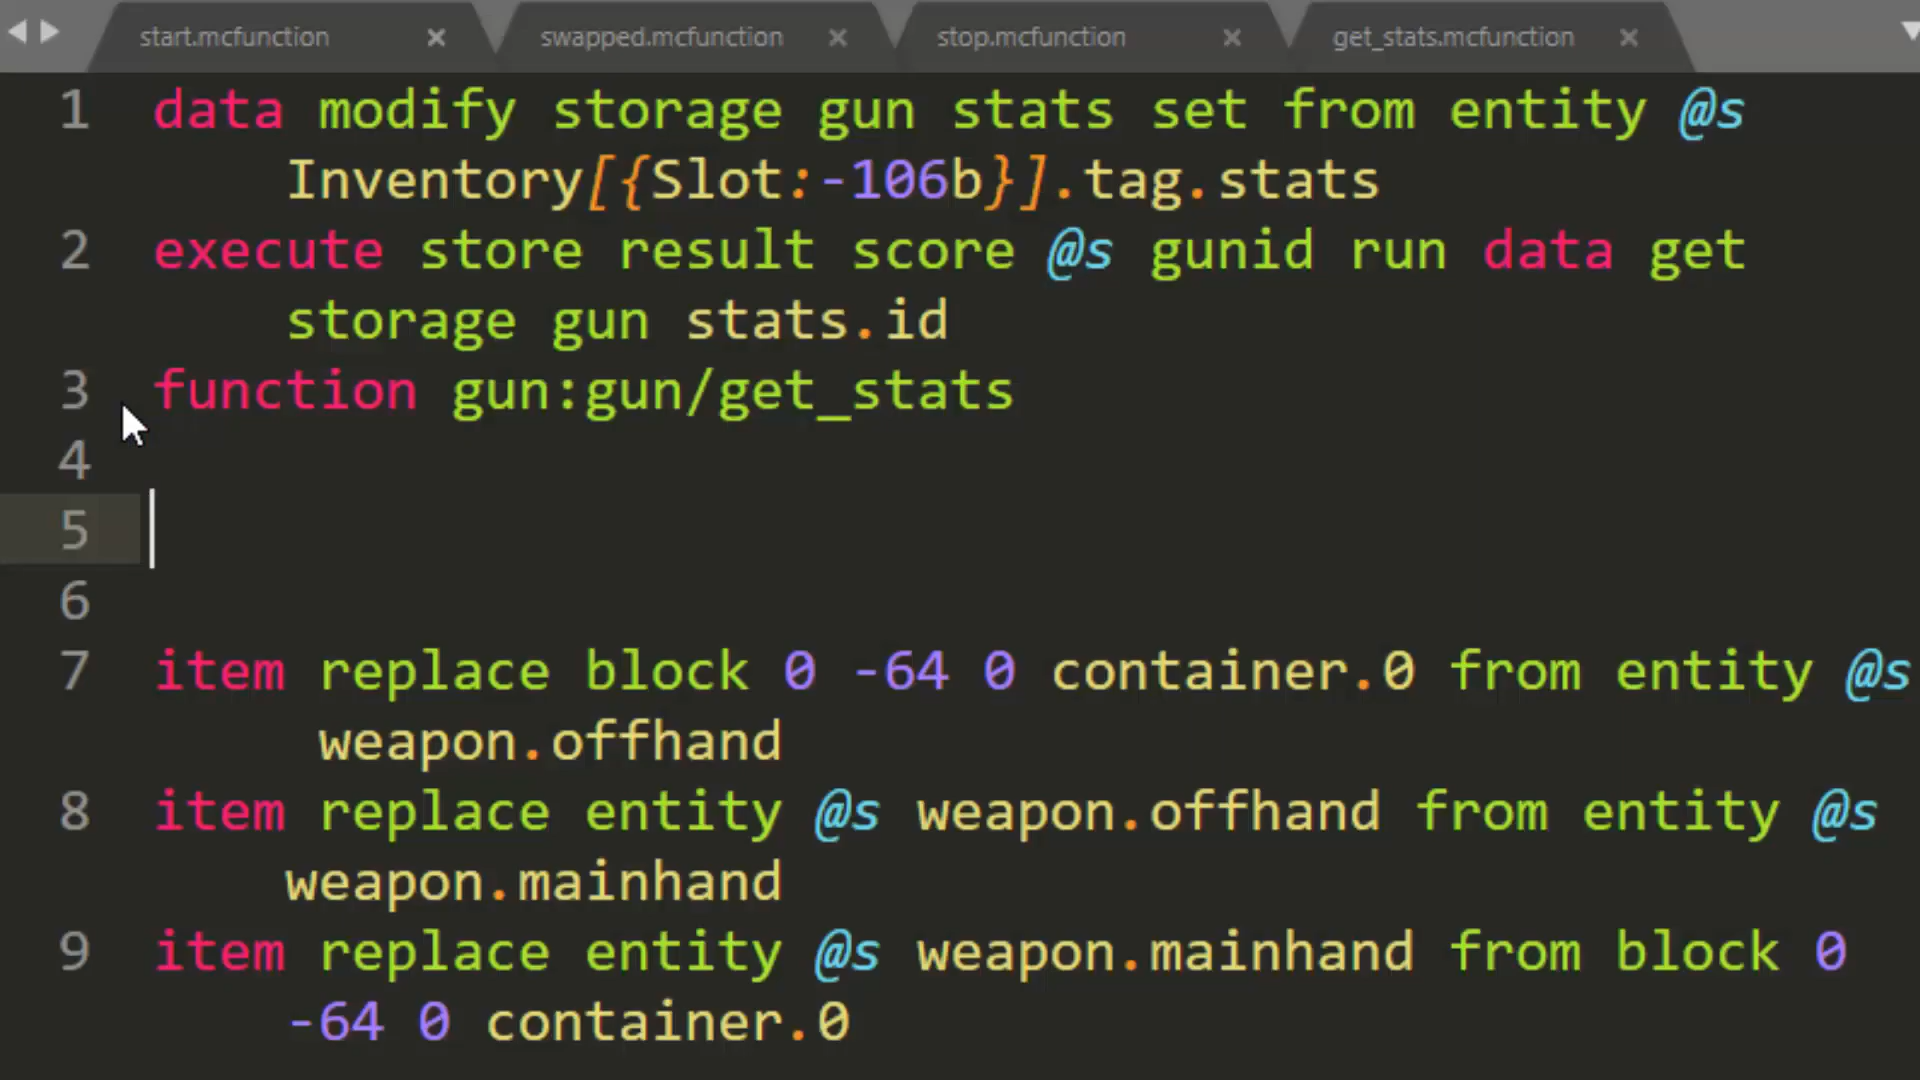 start.mcfunction × swapped.mcfunction × stop.mcfunction × get_stats.mcfunction ×
1 data modify storage gun stats set from entity @s
Inventory[{Slot:-106b}].tag.stats
2 execute store result score @s gunid run data get
storage gun stats.id
3 function gun:gun/get_stats
4
5
6
7 item replace block 0 -64 0 container.0 from entity @s
weapon.offhand
8 item replace entity @s weapon.offhand from entity @s
weapon.mainhand
9 item replace entity @s weapon.mainhand from block 0
-64 0 container.0